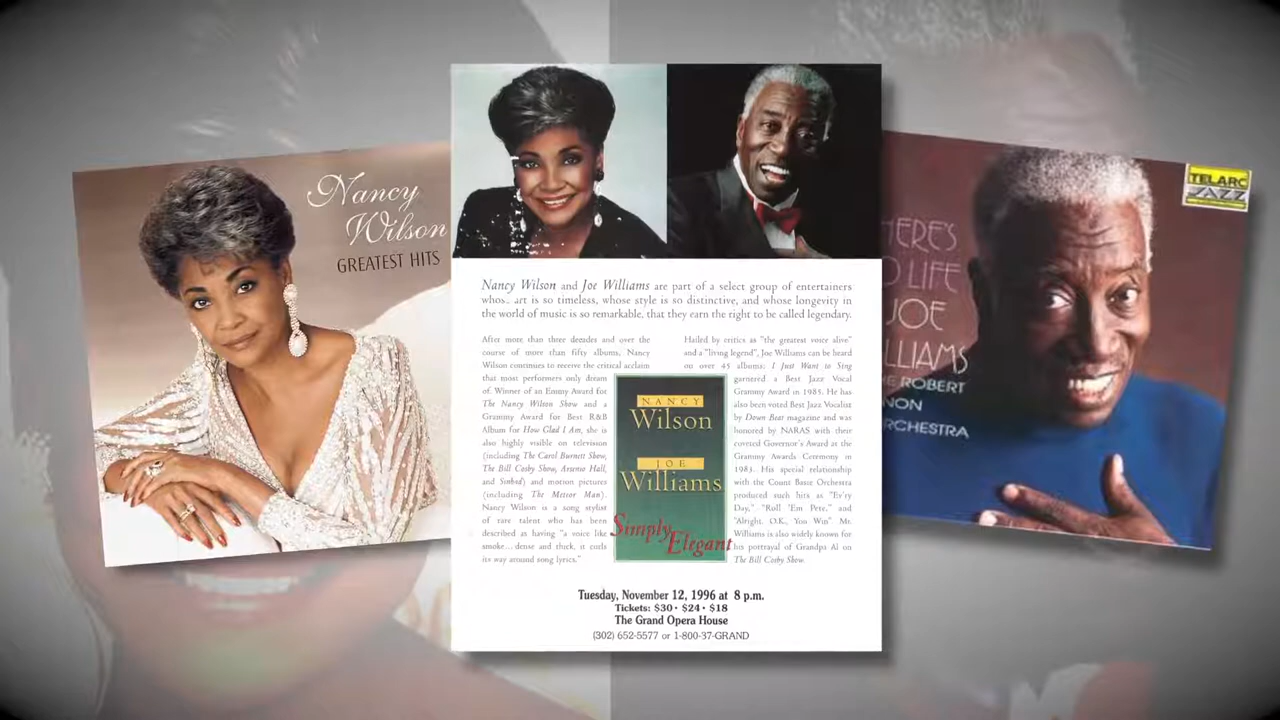 Nancy
Wilson
GREATEST HITS
Nancy Wilson and Joe Williams are part of a select group of entertainers
art is so timeless, whose style is so distinctive, and whose longevity in
the world of music is so remarkable, that they earn the right to be called legendary.
After more than three decades and over the
course of more than fifty albums, Nancy
Wilson continues to receive the critical acclaim
that most performers only dream
of. Winner of an Emmy Award for
The Nancy Wilson Show and a
Grammy Award for Best R&B
Album for How Glad I Am, she is
also highly visible on television
(including The Carol Burnett Show,
The Bill Cosby Show, Arsenio Hall,
and Sinbad) and motion pictures
(including The Meteor Man).
Nancy Wilson is a song stylist
of rare talent who has been
described as having "a voice like
smoke... dense and thick, it curls
its way around song lyrics."
NANCY
Wilson
JOE
Williams
Simply
Elegant
Hailed by critics as "the greatest voice alive"
and a "living legend", Joe Williams can be heard
on over 45 albums; I Just Want to Sing
garnered a Best Jazz Vocal
Grammy Award in 1985. He has
also been voted Best Jazz Vocalist
by Down Beat magazine and was
honored by NARAS with their
coveted Governor's Award at the
Grammy Awards Ceremony in
1983. His special relationship
with the Count Basie Orchestra
produced such hits as "Ev'ry
Day," "Roll 'Em Pete," and
"Alright, O.K., You Win". Mr.
Williams is also widely known for
his portrayal of Grandpa Al on
The Bill Cosby Show.
Tuesday, November 12, 1996 at 8 p.m.
Tickets: $30 • $24 • $18
The Grand Opera House
(302) 652-5577 or 1-800-37-GRAND
TELARC
JAZZ
HERE'S
O LIFE
JOE
LLIAMS
E ROBERT
NON
RCHESTRA